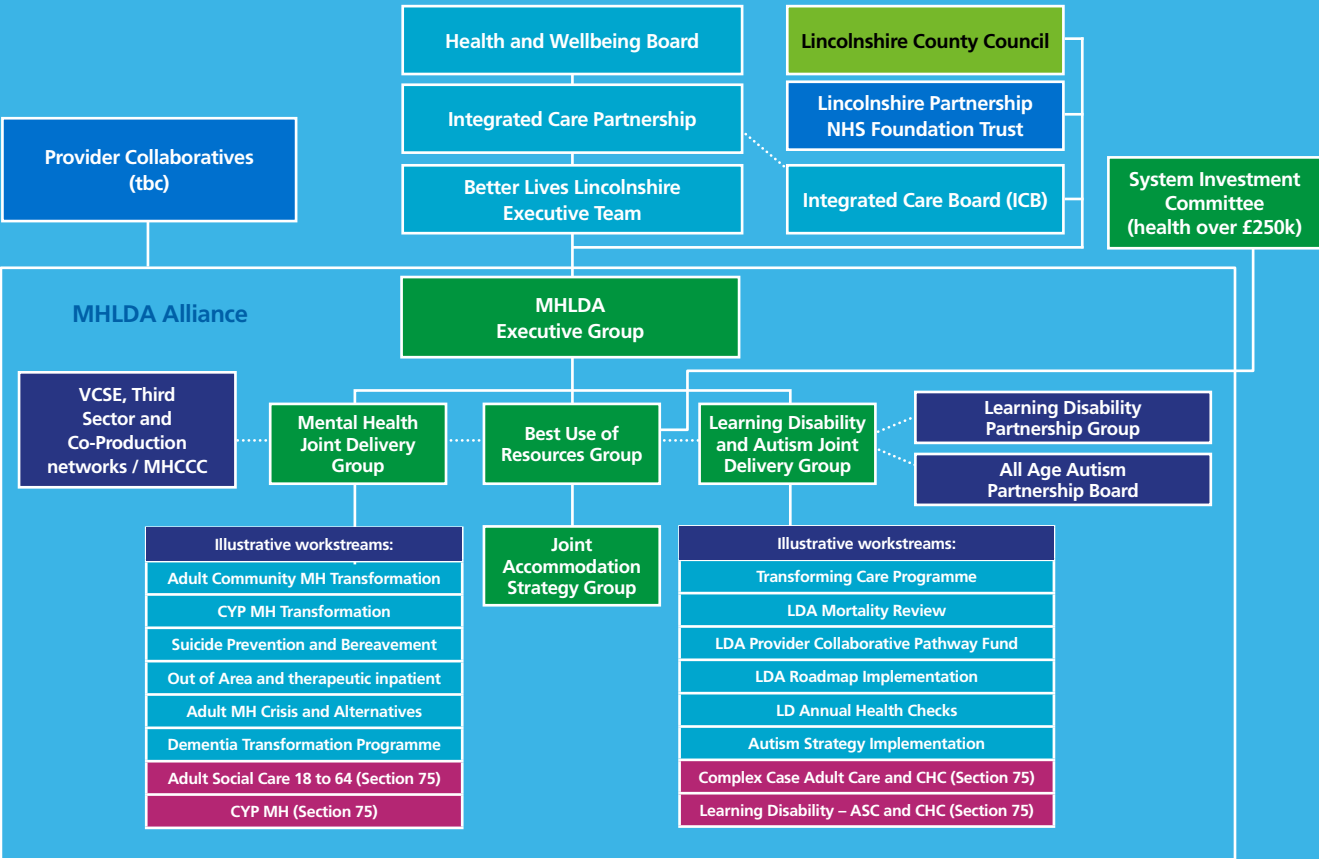 Health and Wellbeing Board
Lincolnshire County Council
Integrated Care Partnership
Lincolnshire Partnership
NHS Foundation Trust
Provider Collaboratives
(tbc)
Better Lives Lincolnshire
Executive Team
Integrated Care Board (ICB)
System Investment
Committee
(health over £250k)
MHLDA Alliance
MHLDA
Executive Group
VCSE, Third
Sector and
Co-Production
networks / MHCCC
Mental Health
Joint Delivery
Group
Best Use of
Resources Group
Learning Disability
and Autism Joint
Delivery Group
Learning Disability
Partnership Group
All Age Autism
Partnership Board
Illustrative workstreams:
Adult Community MH Transformation
CYP MH Transformation
Suicide Prevention and Bereavement
Out of Area and therapeutic inpatient
Adult MH Crisis and Alternatives
Dementia Transformation Programme
Adult Social Care 18 to 64 (Section 75)
CYP MH (Section 75)
Joint
Accommodation
Strategy Group
Illustrative workstreams:
Transforming Care Programme
LDA Mortality Review
LDA Provider Collaborative Pathway Fund
LDA Roadmap Implementation
LD Annual Health Checks
Autism Strategy Implementation
Complex Case Adult Care and CHC (Section 75)
Learning Disability – ASC and CHC (Section 75)